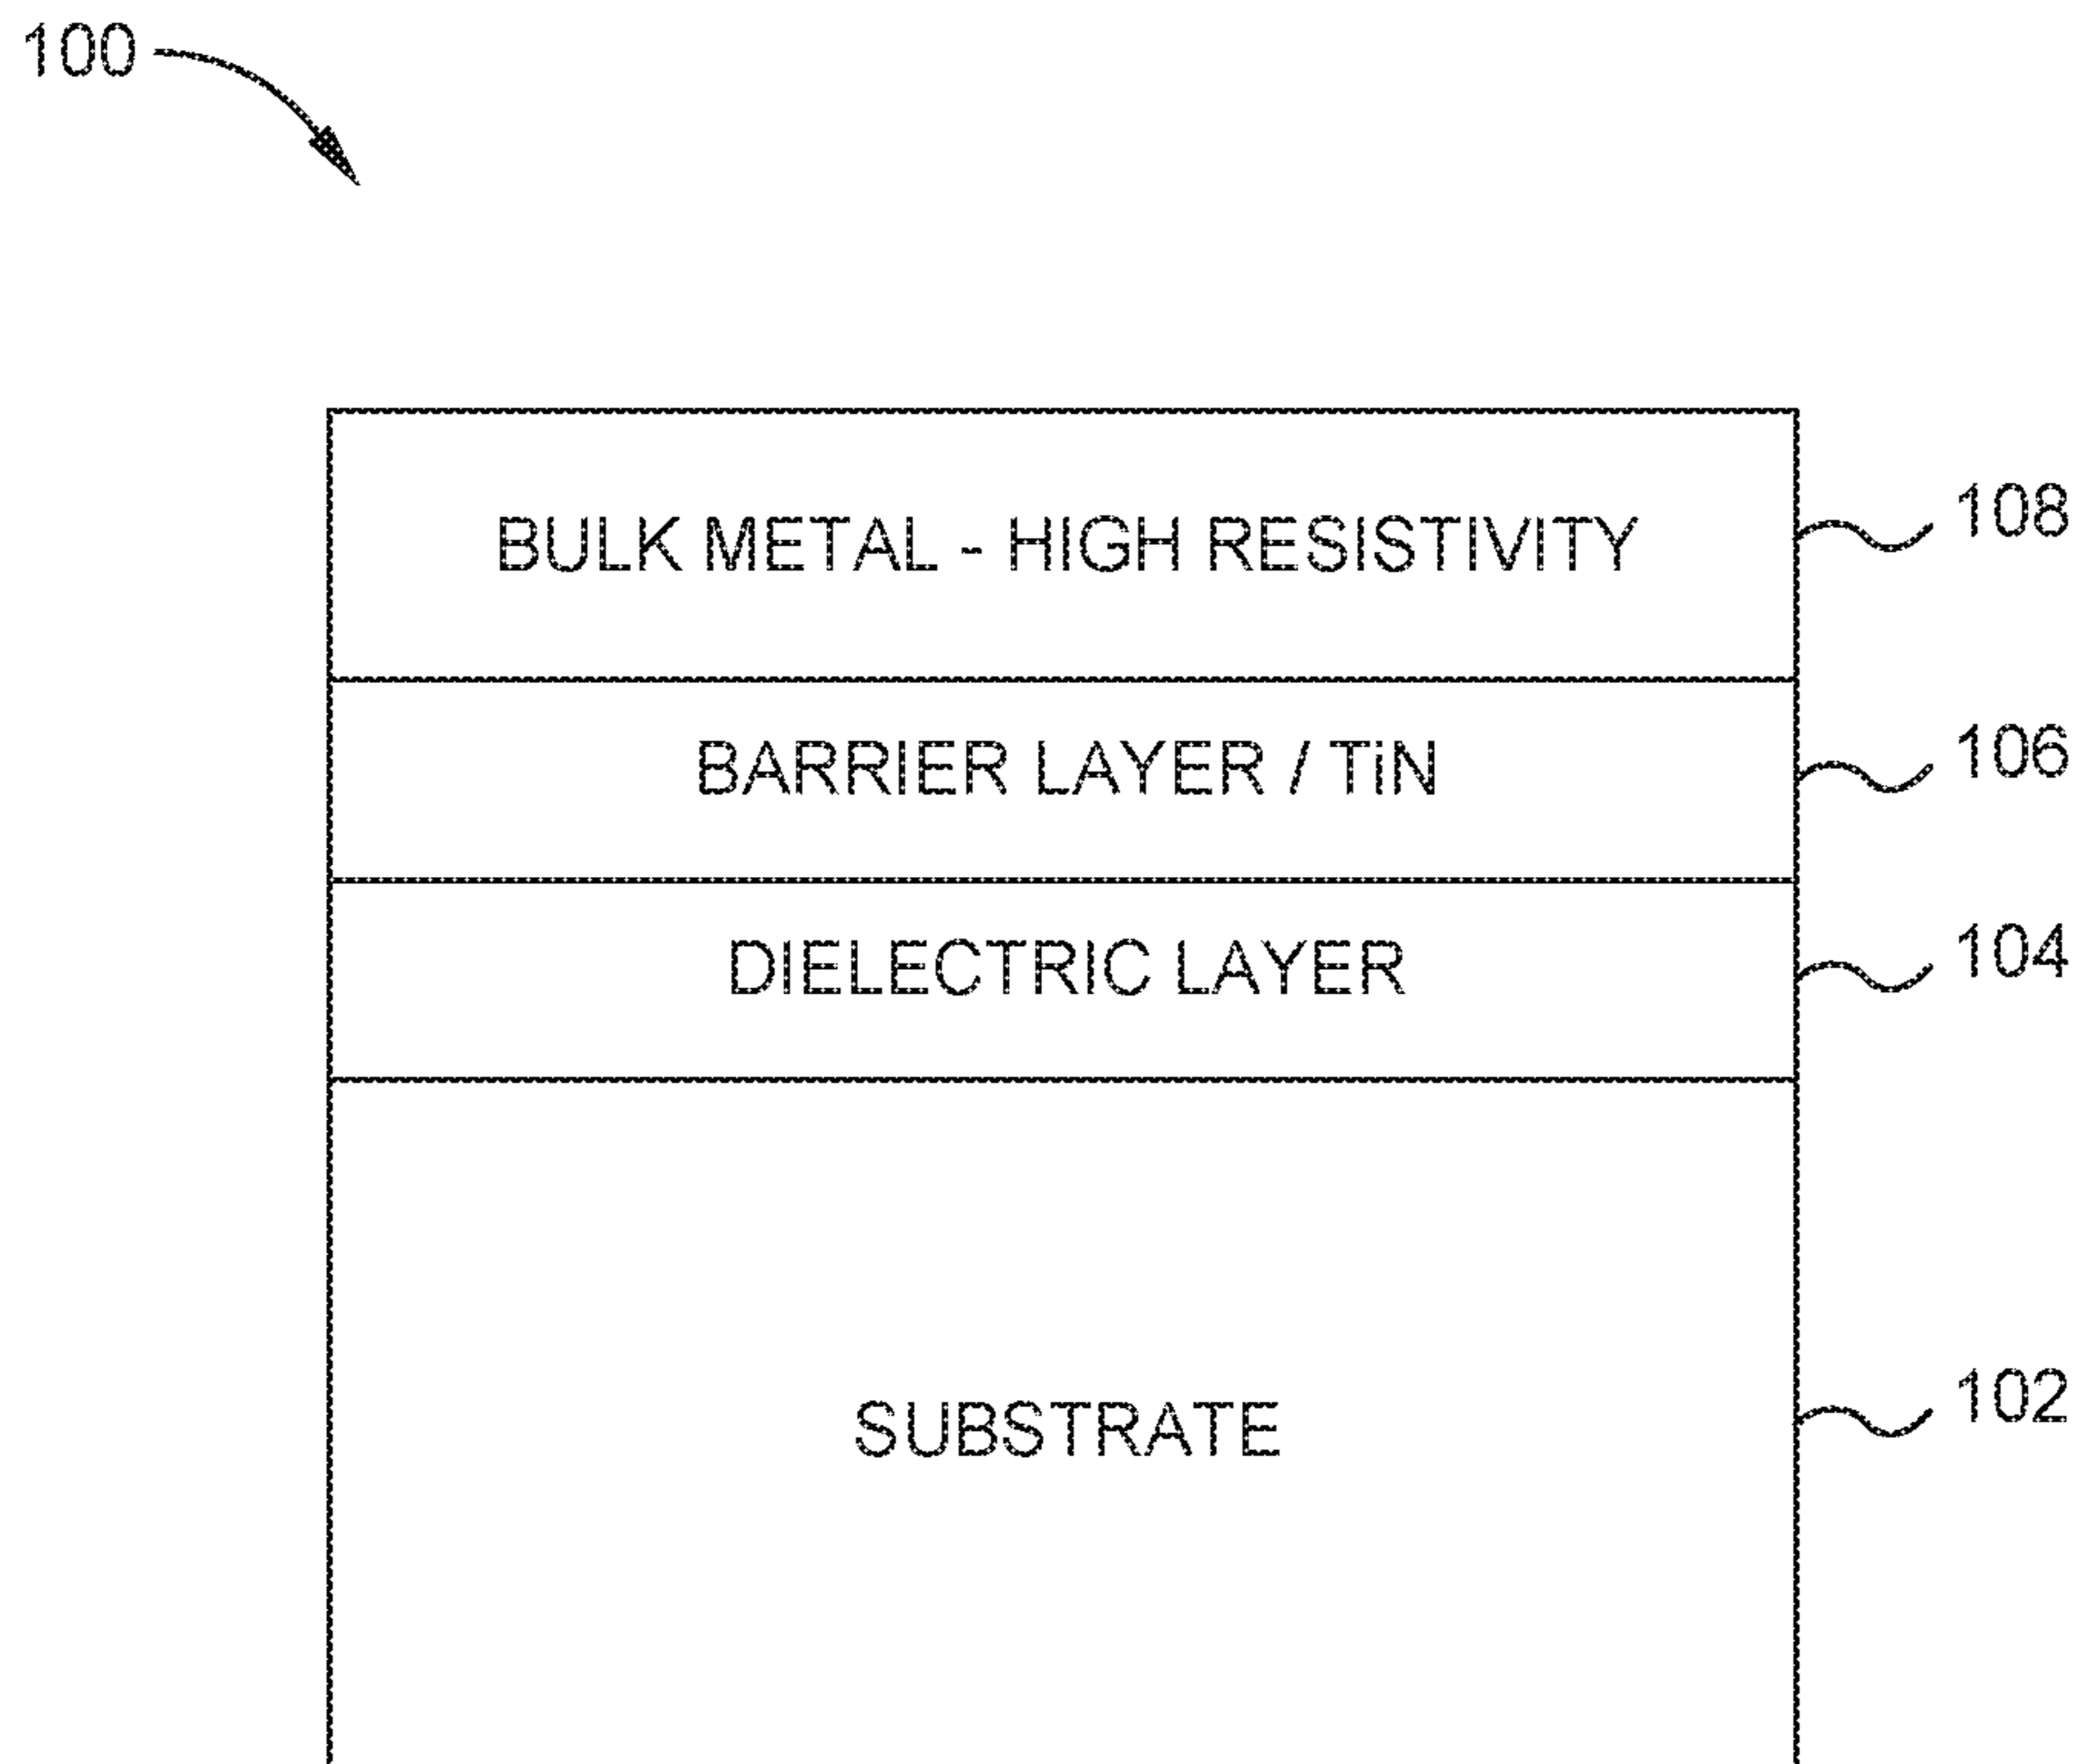 100
BULK METAL - HIGH RESISTIVITY
108
BARRIER LAYER / TiN
106
DIELECTRIC LAYER
104
SUBSTRATE
102